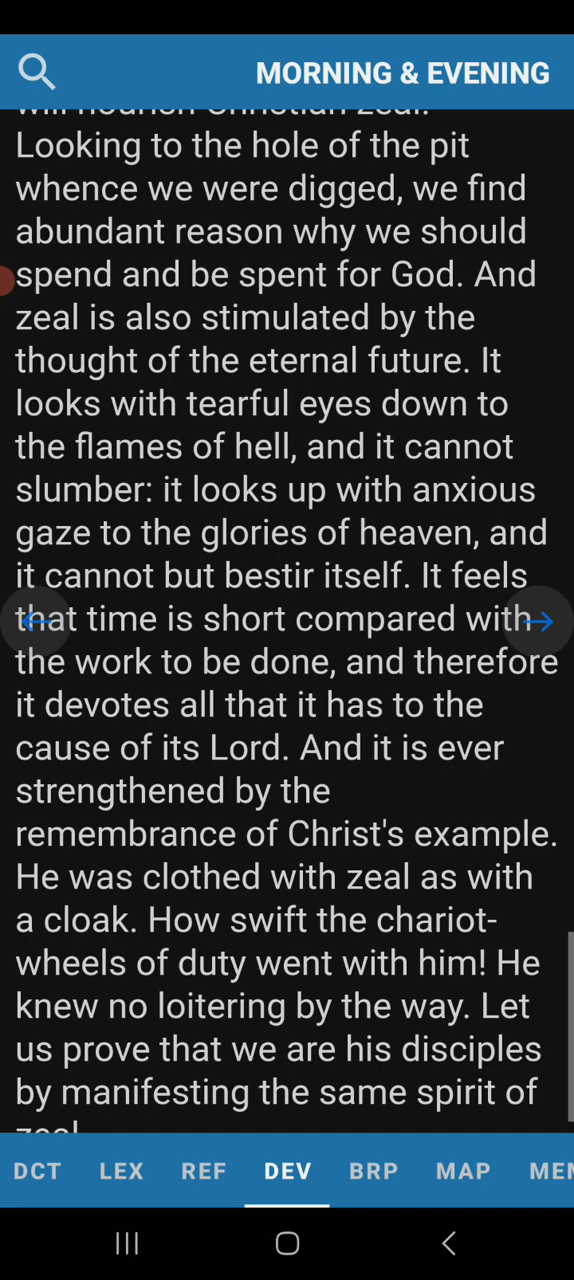 MORNING & EVENING
will nourish Christian zeal.
Looking to the hole of the pit
whence we were digged, we find
abundant reason why we should
spend and be spent for God. And
zeal is also stimulated by the
thought of the eternal future. It
looks with tearful eyes down to
the flames of hell, and it cannot
slumber: it looks up with anxious
gaze to the glories of heaven, and
it cannot but bestir itself. It feels
that time is short compared with
the work to be done, and therefore
it devotes all that it has to the
cause of its Lord. And it is ever
strengthened by the
remembrance of Christ's example.
He was clothed with zeal as with
a cloak. How swift the chariot-
wheels of duty went with him! He
knew no loitering by the way. Let
us prove that we are his disciples
by manifesting the same spirit of
zeal.
DCT LEX REF DEV BRP MAP MEM